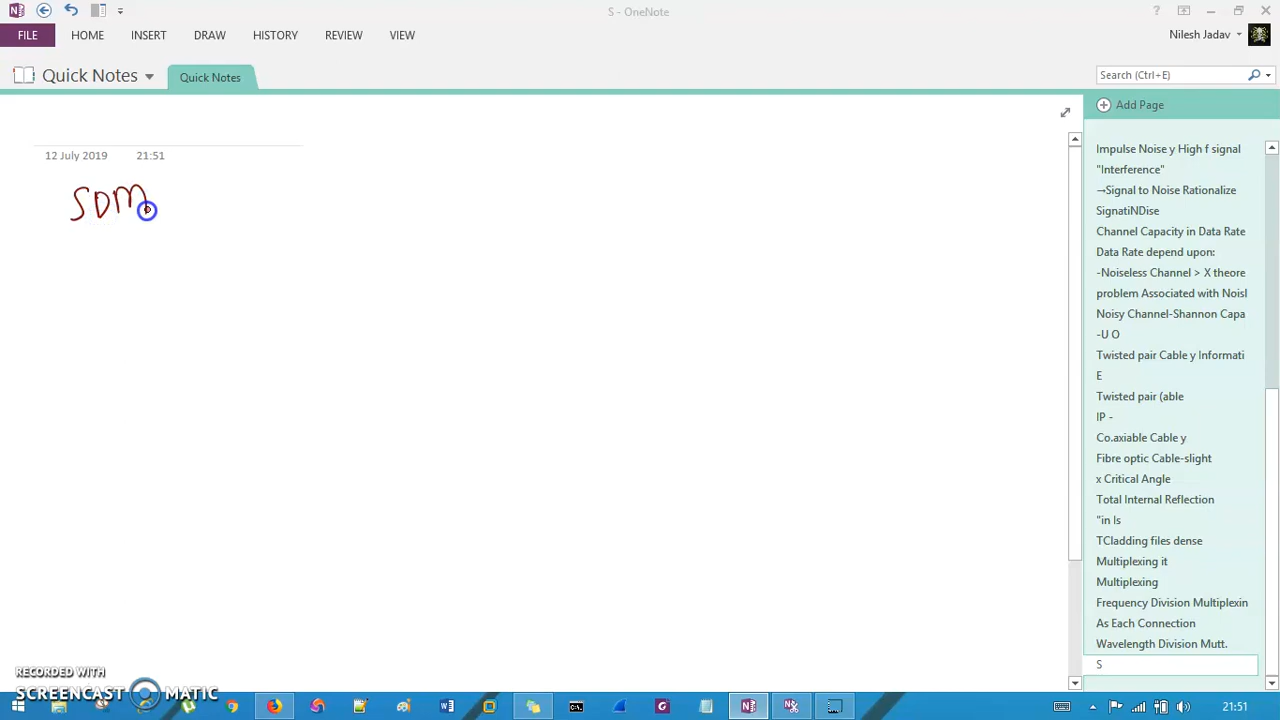 S - OneNote
?
FILE HOME INSERT DRAW HISTORY REVIEW VIEW
Nilesh Jadav
Quick Notes Quick Notes
Search (Ctrl+E)
Add Page
12 July 2019 21:51
SDM
Impulse Noise y High f signal
"Interference"
→Signal to Noise Rationalize
SignatiNDise
Channel Capacity in Data Rate
Data Rate depend upon:
-Noiseless Channel > X theore
problem Associated with Noisl
Noisy Channel-Shannon Capa
-U O
Twisted pair Cable y Informati
E
Twisted pair (able
IP -
Co.axiable Cable y
Fibre optic Cable-slight
x Critical Angle
Total Internal Reflection
"in Is
TCladding files dense
Multiplexing it
Multiplexing
Frequency Division Multiplexin
As Each Connection
Wavelength Division Mutt.
S
RECORDED WITH
SCREENCAST MATIC
21:51